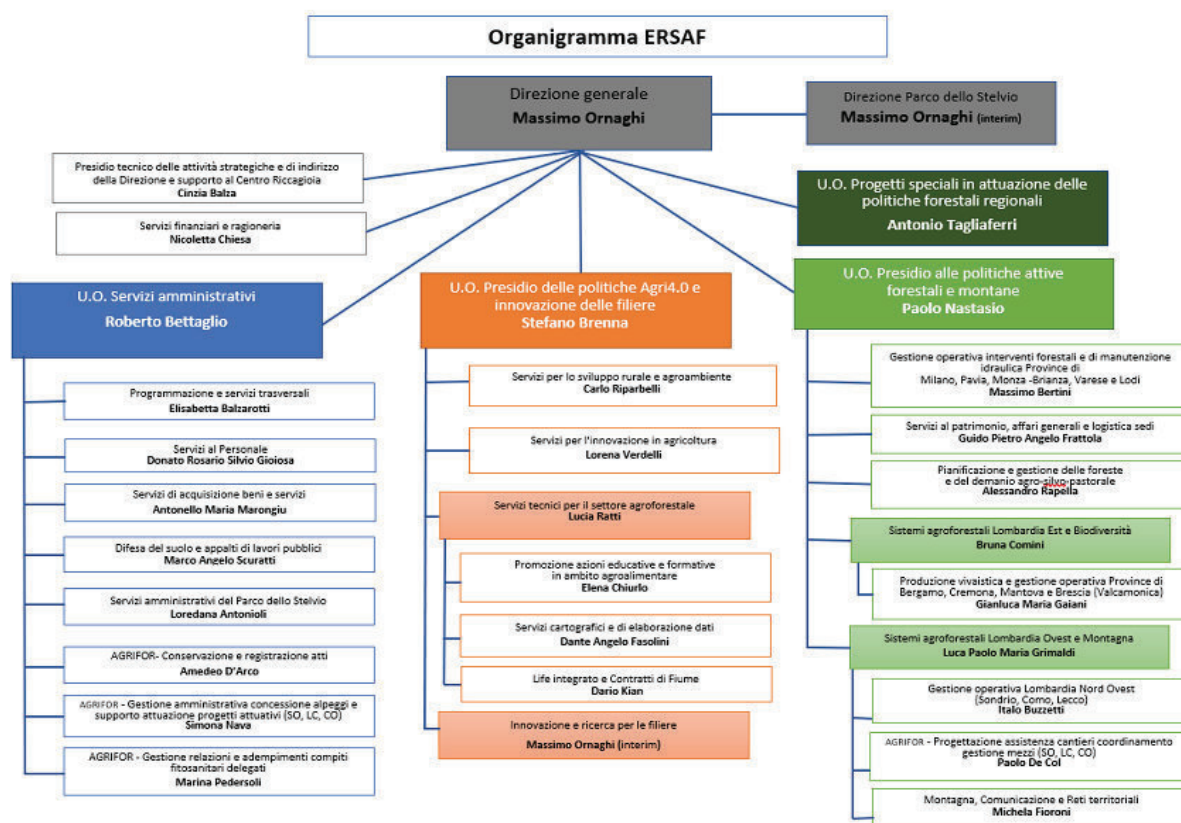 Organigramma ERSAF
Direzione generale
Massimo Ornaghi
Direzione Parco dello Stelvio
Massimo Ornaghi (interim)
Presidio tecnico delle attività strategiche e di indirizzo
della Direzione e supporto al Centro Riccagioia
Cinzia Balza
Servizi finanziari e ragioneria
Nicoletta Chiesa
U.O. Progetti speciali in attuazione delle
politiche forestali regionali
Antonio Tagliaferri
U.O. Servizi amministrativi
Roberto Bettaglio
Programmazione e servizi trasversali
Elisabetta Balzarotti
Servizi al Personale
Donato Rosario Silvio Gioiosa
Servizi di acquisizione beni e servizi
Antonello Maria Marongiu
Difesa del suolo e appalti di lavori pubblici
Marco Angelo Scuratti
Servizi amministrativi del Parco dello Stelvio
Loredana Antonioli
AGRIFOR- Conservazione e registrazione atti
Amedeo D'Arco
AGRIFOR - Gestione amministrativa concessione alpeggi e
supporto attuazione progetti attuativi (SO, LC, CO)
Simona Nava
AGRIFOR - Gestione relazioni e adempimenti compiti
fitosanitari delegati
Marina Pedersoli
U.O. Presidio delle politiche Agri4.0 e
innovazione delle filiere
Stefano Brenna
Servizi per lo sviluppo rurale e agroambiente
Carlo Riparbelli
Servizi per l'innovazione in agricoltura
Lorena Verdelli
Servizi tecnici per il settore agroforestale
Lucia Ratti
Promozione azioni educative e formative
in ambito agroalimentare
Elena Chiurlo
Servizi cartografici e di elaborazione dati
Dante Angelo Fasolini
Life integrato e Contratti di Fiume
Dario Kian
Innovazione e ricerca per le filiere
Massimo Ornaghi (interim)
U.O. Presidio alle politiche attive
forestali e montane
Paolo Nastasio
Gestione operativa interventi forestali e di manutenzione
idraulica Province di
Milano, Pavia, Monza -Brianza, Varese e Lodi
Massimo Bertini
Servizi al patrimonio, affari generali e logistica sedi
Guido Pietro Angelo Frattola
Pianificazione e gestione delle foreste
e del demanio agro-silvo-pastorale
Alessandro Rapella
Sistemi agroforestali Lombardia Est e Biodiversità
Bruna Comini
Produzione vivaistica e gestione operativa Province di
Bergamo, Cremona, Mantova e Brescia (Valcamonica)
Gianluca Maria Gaiani
Sistemi agroforestali Lombardia Ovest e Montagna
Luca Paolo Maria Grimaldi
Gestione operativa Lombardia Nord Ovest
(Sondrio, Como, Lecco)
Italo Buzzetti
AGRIFOR - Progettazione assistenza cantieri coordinamento
gestione mezzi (SO, LC, CO)
Paolo De Col
Montagna, Comunicazione e Reti territoriali
Michela Fioroni